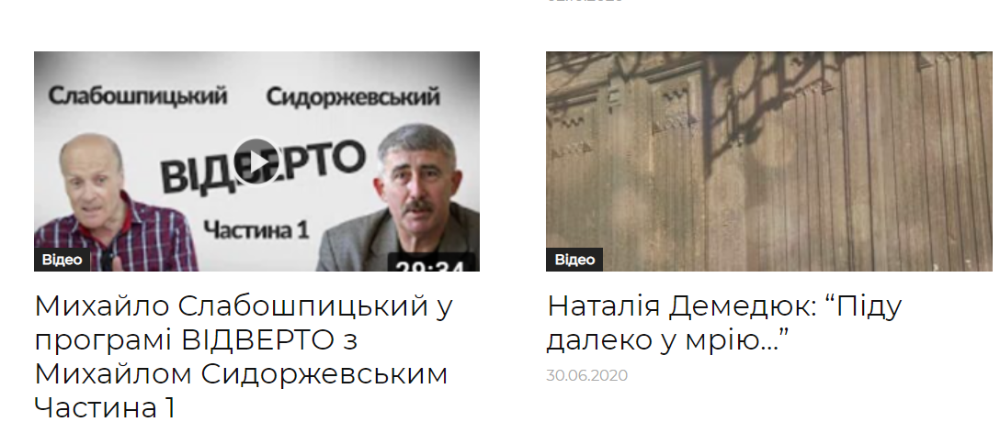 Слабошпицький
Сидоржевський
ВІДВЕРТО
Частина 1
29:34
Відео
Михайло Слабошпицький у
програмі ВІДВЕРТО з
Михайлом Сидоржевським
Частина 1
Відео
Наталія Демедюк: “Піду
далеко у мрію…”
30.06.2020